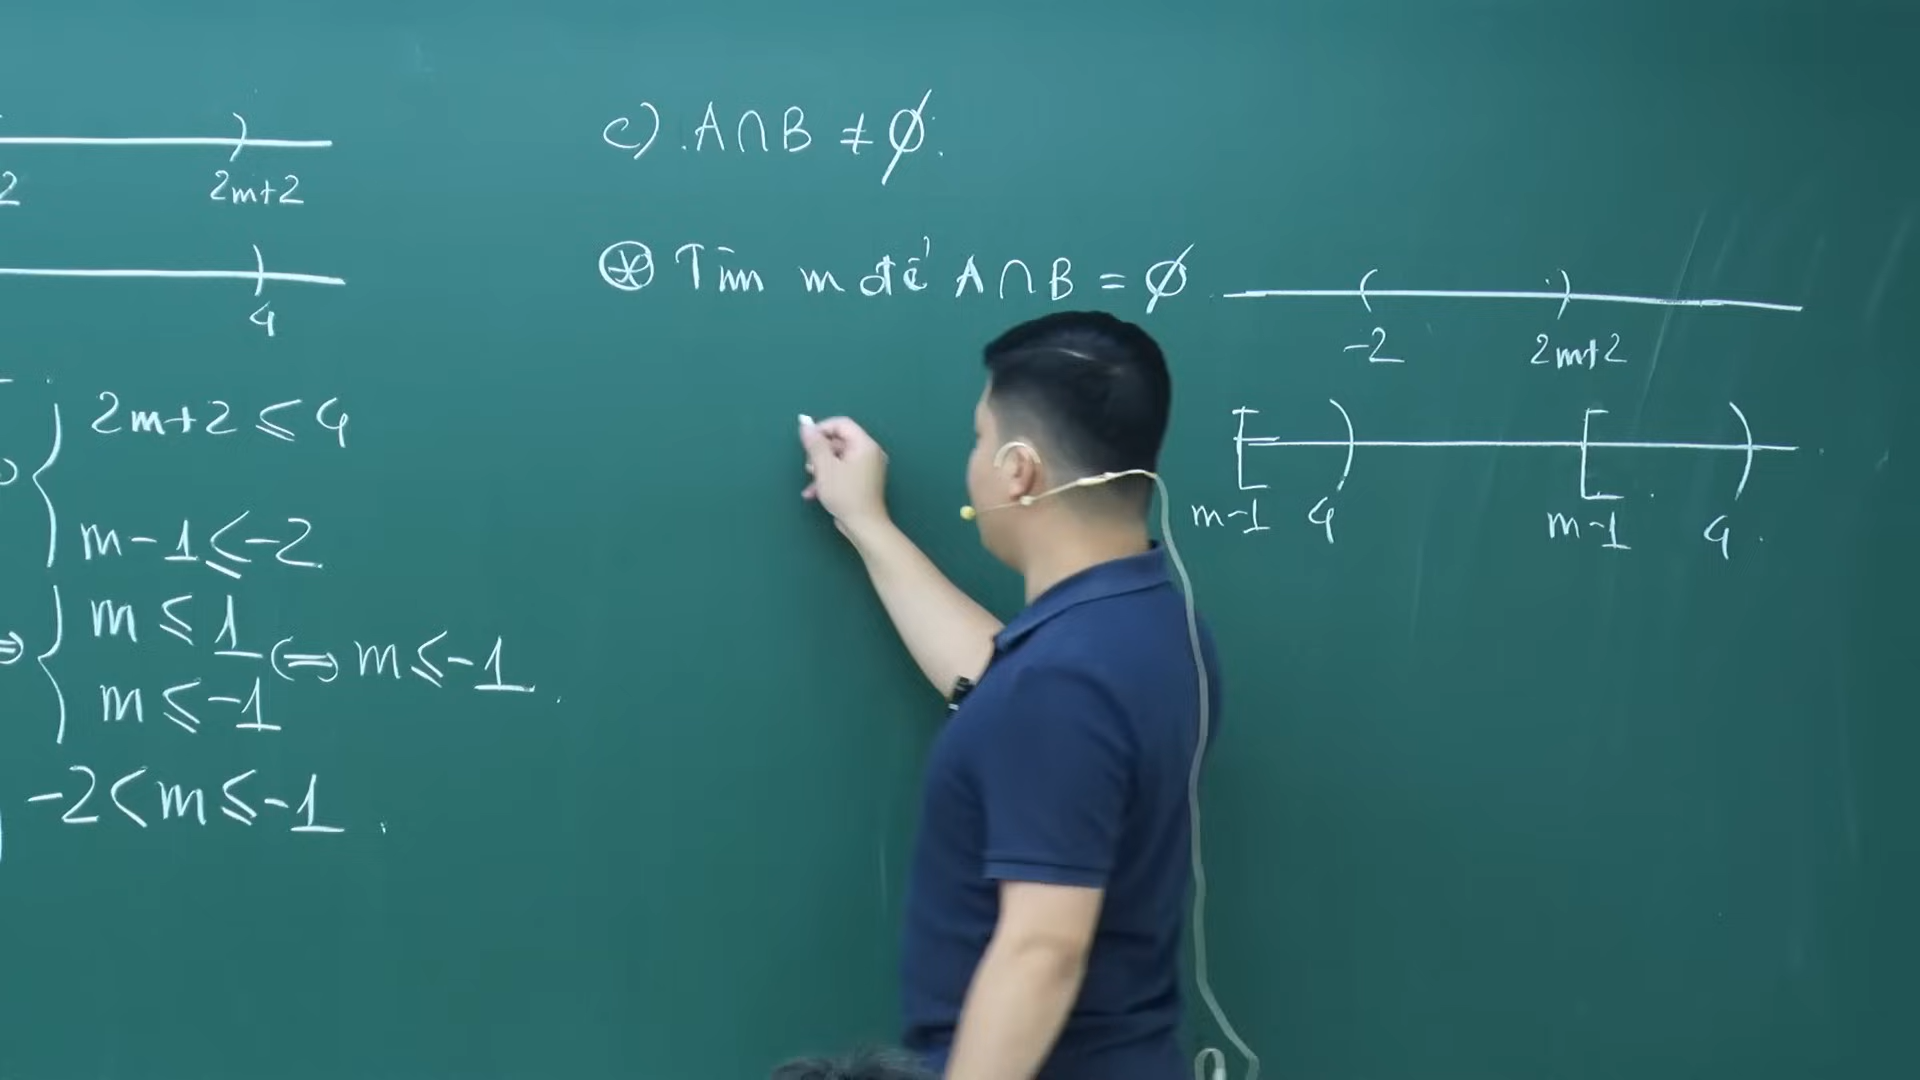 2
2m+2
4
2m+2 ≤ 4
m-1 ≤ -2
⇔ m ≤ 1
m ≤ -1
⇔ m ≤ -1.
-2 < m ≤ -1.
c) A∩B ≠ ∅.
⊛ Tìm m để A∩B = ∅
-2 2m+2
m-1 4 m-1 4.